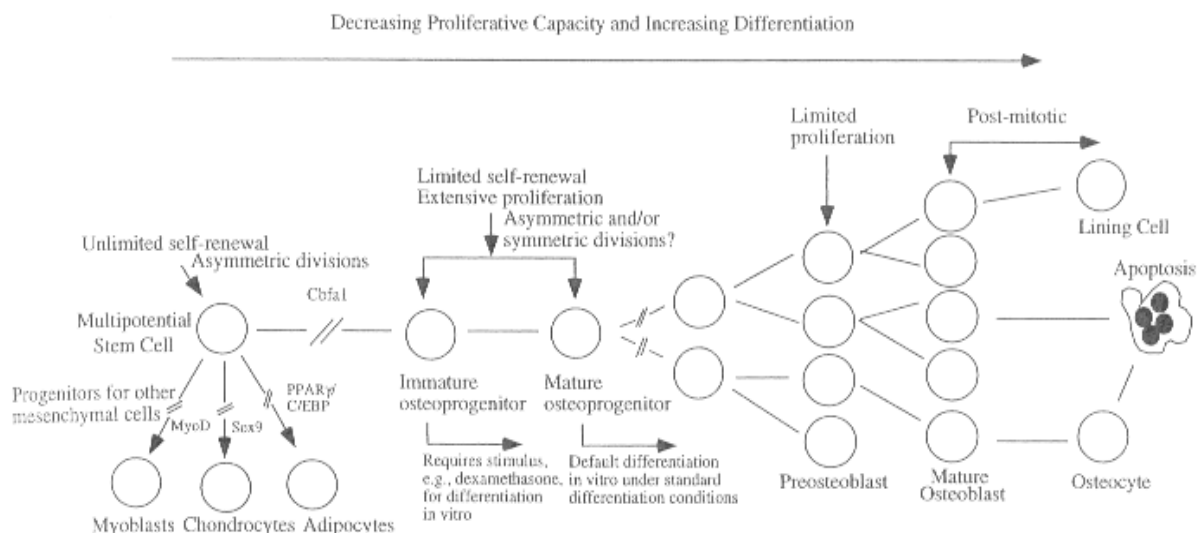 Decreasing Proliferative Capacity and Increasing Differentiation
Limited
proliferation
Post-mitotic
Limited self-renewal
Extensive proliferation
Asymmetric and/or
symmetric divisions?
Unlimited self-renewal
Asymmetric divisions
Cbfa1
Lining Cell
Apoptosis
Multipotential
Stem Cell
Immature
osteoprogenitor
Mature
osteoprogenitor
Progenitors for other
mesenchymal cells
MyoD
Sox9
PPARγ/
C/EBP
Requires stimulus,
e.g., dexamethasone,
for differentiation
in vitro
Default differentiation
in vitro under standard
differentiation conditions
Preosteoblast
Mature
Osteoblast
Osteocyte
Myoblasts
Chondrocytes
Adipocytes